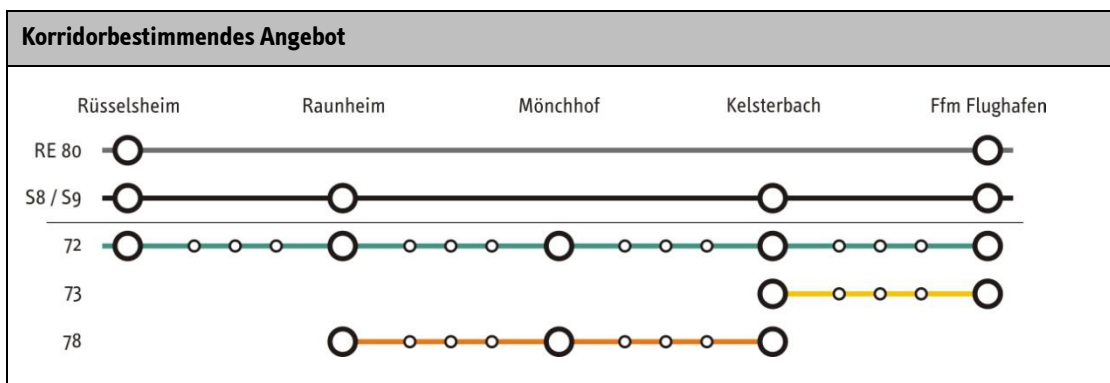 Korridorbestimmendes Angebot
Rüsselsheim Raunheim Mönchhof Kelsterbach Ffm Flughafen
RE 80
S8 / S9
72
73
78